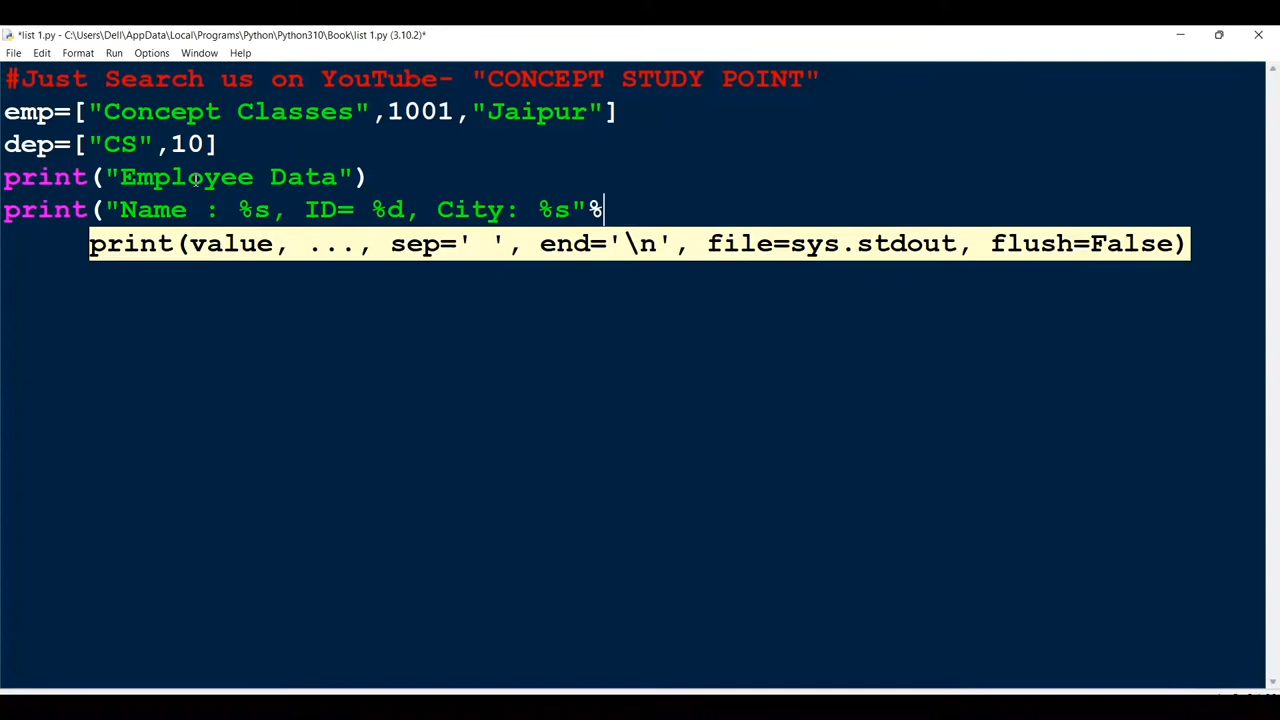 *list 1.py - C:\Users\Dell\AppData\Local\Programs\Python\Python310\Book\list 1.py (3.10.2)*
File Edit Format Run Options Window Help
#Just Search us on YouTube- "CONCEPT STUDY POINT"
emp=["Concept Classes",1001,"Jaipur"]
dep=["CS",10]
print("Employee Data")
print("Name : %s, ID= %d, City: %s"%
print(value, ..., sep=' ', end='\n', file=sys.stdout, flush=False)